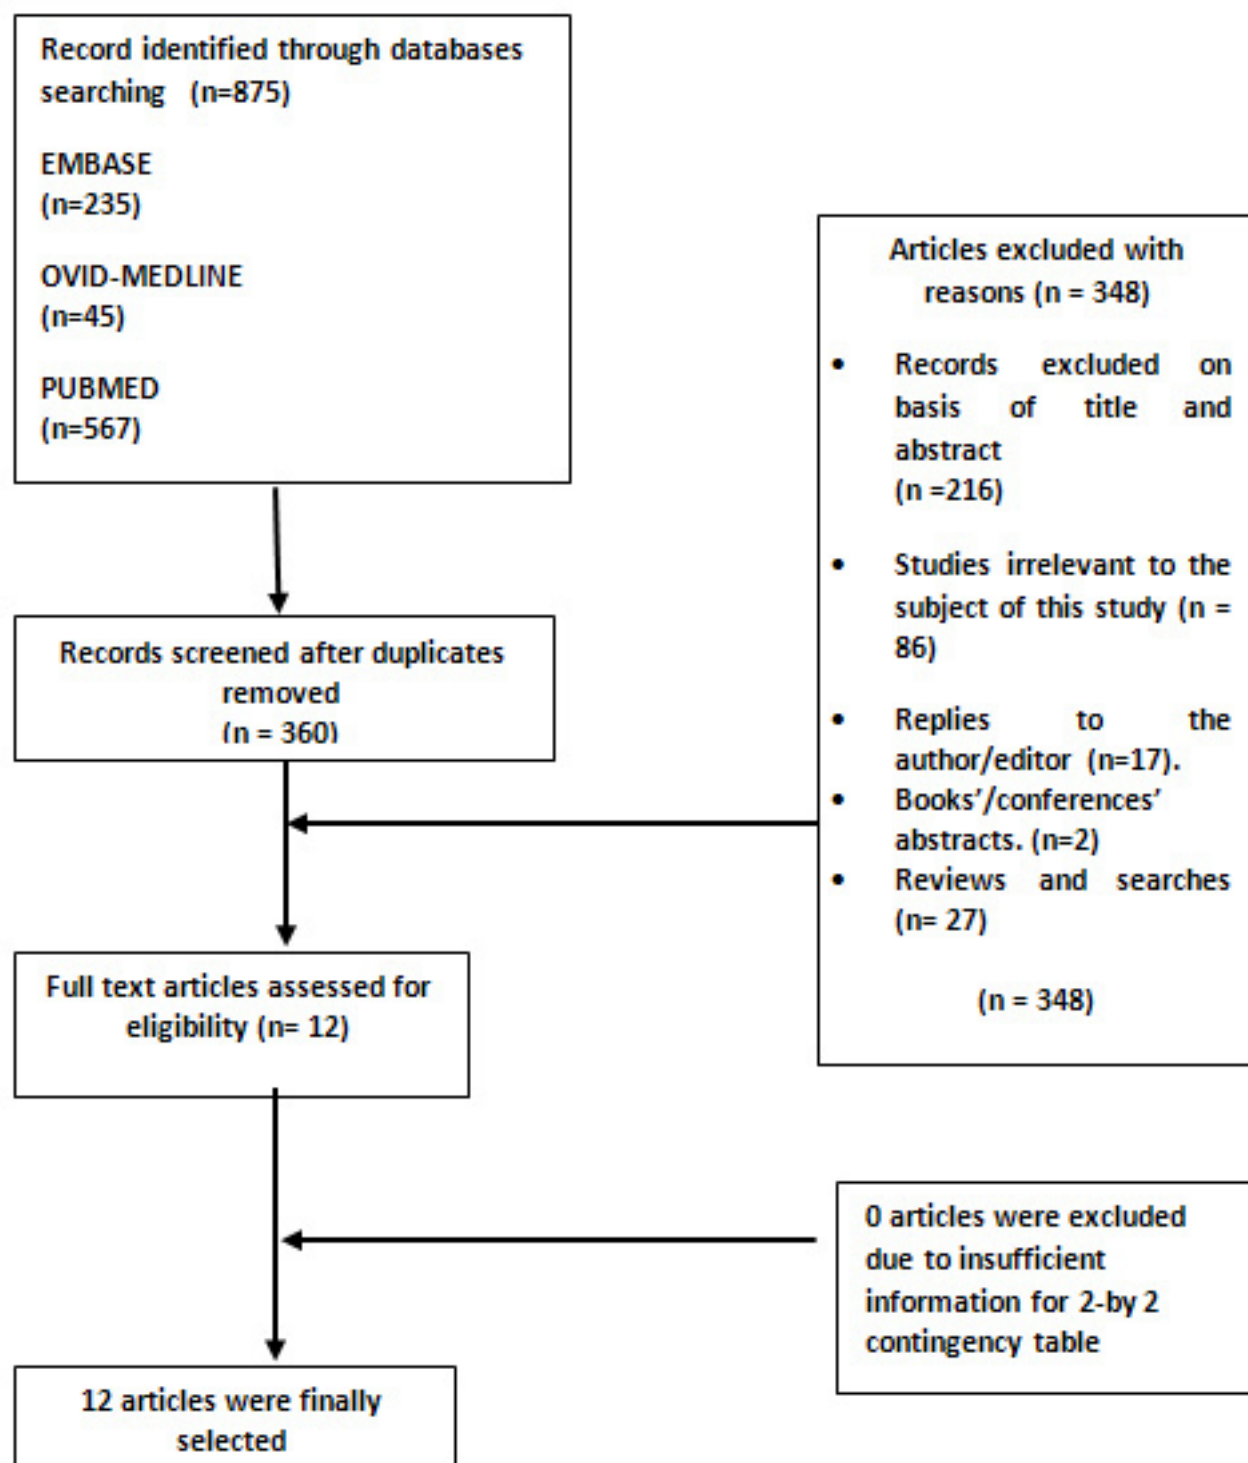 Record identified through databases
searching (n=875)
EMBASE
(n=235)
OVID-MEDLINE
(n=45)
PUBMED
(n=567)
Articles excluded with
reasons (n = 348)
• Records excluded on
basis of title and
abstract
(n =216)
• Studies irrelevant to the
subject of this study (n =
86)
• Replies to the
author/editor (n=17).
• Books'/conferences'
abstracts. (n=2)
• Reviews and searches
(n= 27)
(n = 348)
Records screened after duplicates
removed
(n = 360)
Full text articles assessed for
eligibility (n= 12)
0 articles were excluded
due to insufficient
information for 2-by 2
contingency table
12 articles were finally
selected